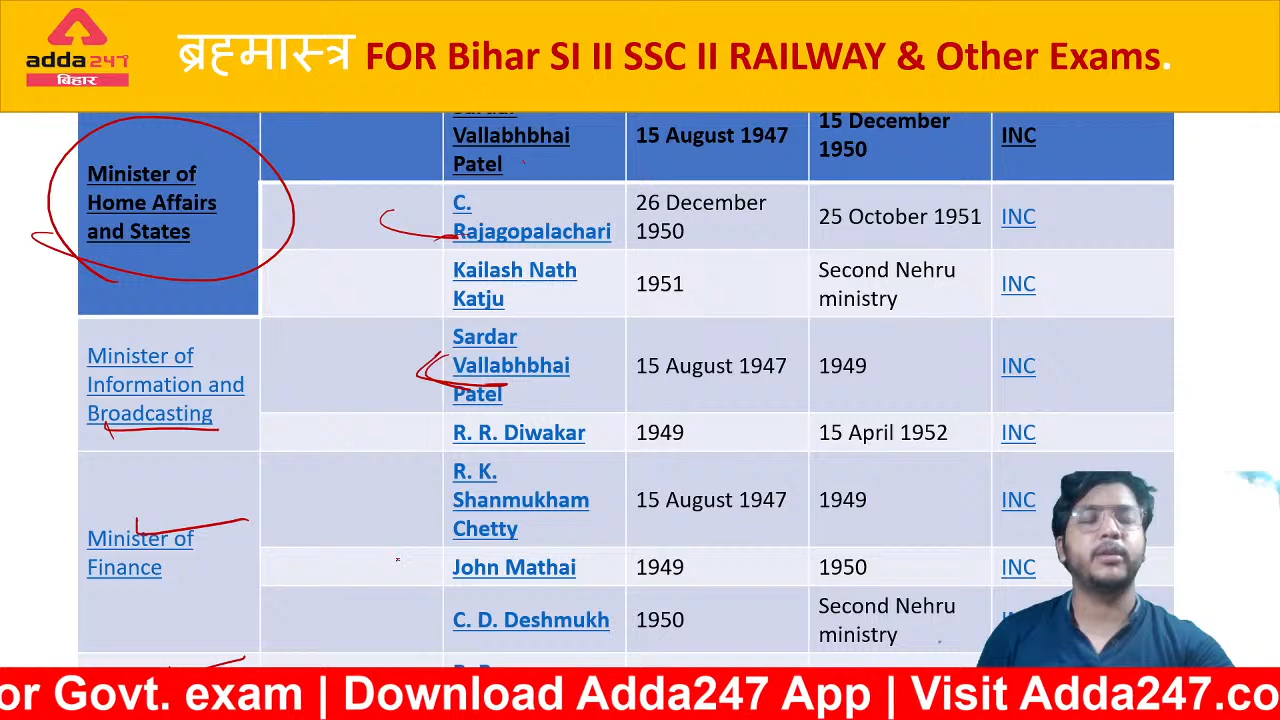 adda247
बिहार
ब्रह्मास्त्र FOR Bihar SI II SSC II RAILWAY & Other Exams.
Minister of
Home Affairs
and States
Sardar
Vallabhbhai
Patel
15 August 1947
15 December
1950
INC
C.
Rajagopalachari
26 December
1950
25 October 1951
INC
Kailash Nath
Katju
1951
Second Nehru
ministry
INC
Minister of
Information and
Broadcasting
Sardar
Vallabhbhai
Patel
15 August 1947
1949
INC
R. R. Diwakar
1949
15 April 1952
INC
Minister of
Finance
R. K.
Shanmukham
Chetty
15 August 1947
1949
INC
John Mathai
1949
1950
INC
C. D. Deshmukh
1950
Second Nehru
ministry
or Govt. exam | Download Adda247 App | Visit Adda247.co